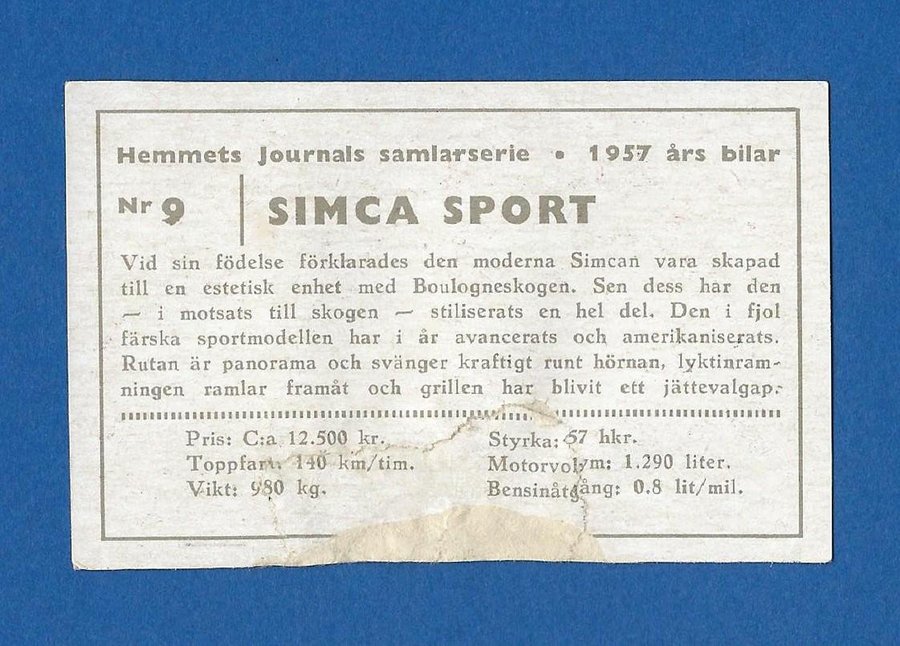 Hemmets Journals samlarserie • 1957 års bilar
Nr 9 SIMCA SPORT
Vid sin födelse förklarades den moderna Simcan vara skapad
till en estetisk enhet med Boulogneskogen. Sen dess har den
— i motsats till skogen — stiliserats en hel del. Den i fjol
färska sportmodellen har i år avancerats och amerikaniserats.
Rutan är panorama och svänger kraftigt runt hörnan, lyktinram-
ningen ramlar framåt och grillen har blivit ett jättevalgap.
Pris: C:a 12.500 kr. Styrka: 57 hkr.
Toppfart: 140 km/tim. Motorvolym: 1.290 liter.
Vikt: 980 kg. Bensinåtgång: 0.8 lit/mil.